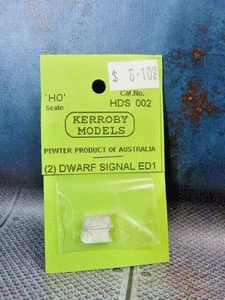 $ 6.10
'HO'
Scale
Cat.No.
HDS 002
KERROBY
MODELS
PEWTER PRODUCT OF AUSTRALIA
(2) DWARF SIGNAL ED1